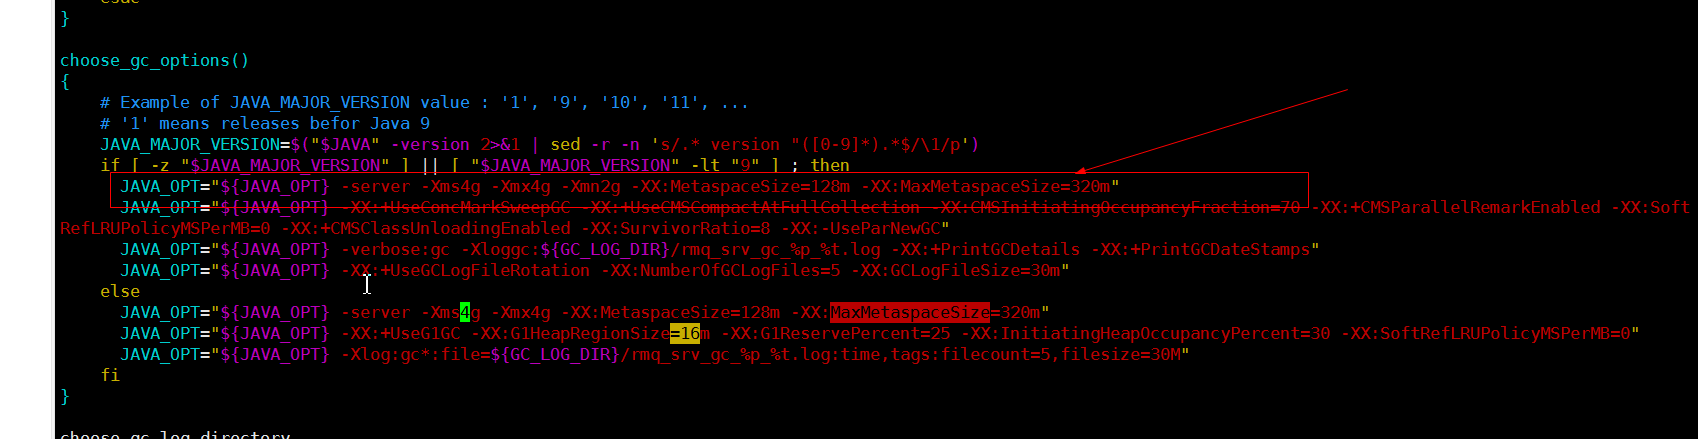 esac
}
choose_gc_options()
{
# Example of JAVA_MAJOR_VERSION value : '1', '9', '10', '11', ...
# '1' means releases befor Java 9
JAVA_MAJOR_VERSION=$("$JAVA" -version 2>&1 | sed -r -n 's/.* version "([0-9]*).*$/\1/p')
if [ -z "$JAVA_MAJOR_VERSION" ] || [ "$JAVA_MAJOR_VERSION" -lt "9" ] ; then
JAVA_OPT="${JAVA_OPT} -server -Xms4g -Xmx4g -Xmn2g -XX:MetaspaceSize=128m -XX:MaxMetaspaceSize=320m"
JAVA_OPT="${JAVA_OPT} -XX:+UseConcMarkSweepGC -XX:+UseCMSCompactAtFullCollection -XX:CMSInitiatingOccupancyFraction=70 -XX:+CMSParallelRemarkEnabled -XX:Soft
RefLRUPolicyMSPerMB=0 -XX:+CMSClassUnloadingEnabled -XX:SurvivorRatio=8 -XX:-UseParNewGC"
JAVA_OPT="${JAVA_OPT} -verbose:gc -Xloggc:${GC_LOG_DIR}/rmq_srv_gc_%p_%t.log -XX:+PrintGCDetails -XX:+PrintGCDateStamps"
JAVA_OPT="${JAVA_OPT} -XX:+UseGCLogFileRotation -XX:NumberOfGCLogFiles=5 -XX:GCLogFileSize=30m"
else
JAVA_OPT="${JAVA_OPT} -server -Xms4g -Xmx4g -XX:MetaspaceSize=128m -XX:MaxMetaspaceSize=320m"
JAVA_OPT="${JAVA_OPT} -XX:+UseG1GC -XX:G1HeapRegionSize=16m -XX:G1ReservePercent=25 -XX:InitiatingHeapOccupancyPercent=30 -XX:SoftRefLRUPolicyMSPerMB=0"
JAVA_OPT="${JAVA_OPT} -Xlog:gc*:file=${GC_LOG_DIR}/rmq_srv_gc_%p_%t.log:time,tags:filecount=5,filesize=30M"
fi
}
choose_gc_log_directory